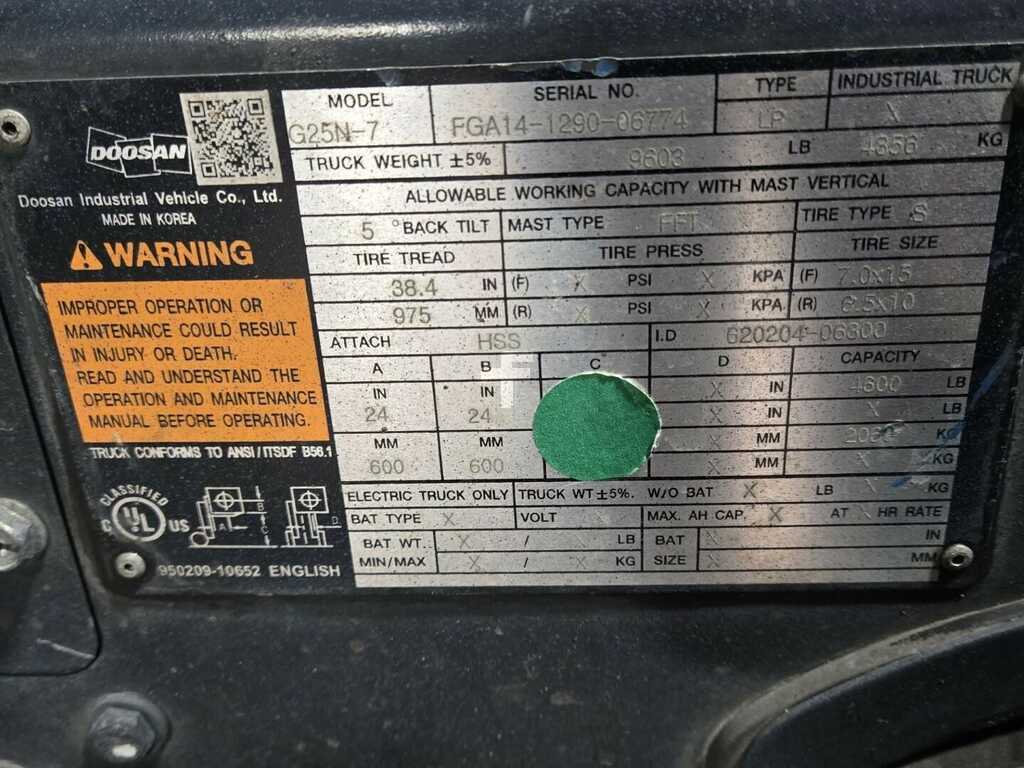 DOOSAN
Doosan Industrial Vehicle Co., Ltd.
MADE IN KOREA
WARNING
IMPROPER OPERATION OR
MAINTENANCE COULD RESULT
IN INJURY OR DEATH.
READ AND UNDERSTAND THE
OPERATION AND MAINTENANCE
MANUAL BEFORE OPERATING.
TRUCK CONFORMS TO ANSI/ITSDF B56.1
CLASSIFIED
C UL US
A B C D
950209-10652 ENGLISH
MODEL SERIAL NO. TYPE INDUSTRIAL TRUCK
G25N-7 FGA14-1290-06774 LP X
TRUCK WEIGHT ±5% 9603 LB 4356 KG
ALLOWABLE WORKING CAPACITY WITH MAST VERTICAL
5 °BACK TILT MAST TYPE FFT TIRE TYPE S
TIRE TREAD TIRE PRESS TIRE SIZE
38.4 IN (F) X PSI X KPA (F) 7.0x15
975 MM (R) X PSI X KPA (R) 6.5x10
ATTACH HSS I.D 620204-06300
A B C D CAPACITY
IN IN X IN 4600 LB
24 24 X IN X LB
MM MM X MM KG
600 600 X MM X KG
ELECTRIC TRUCK ONLY TRUCK WT ±5%. W/O BAT X LB X KG
BAT TYPE X VOLT MAX. AH CAP. X AT X HR RATE
BAT WT. X / X LB BAT X IN
MIN/MAX X / X KG SIZE X MM